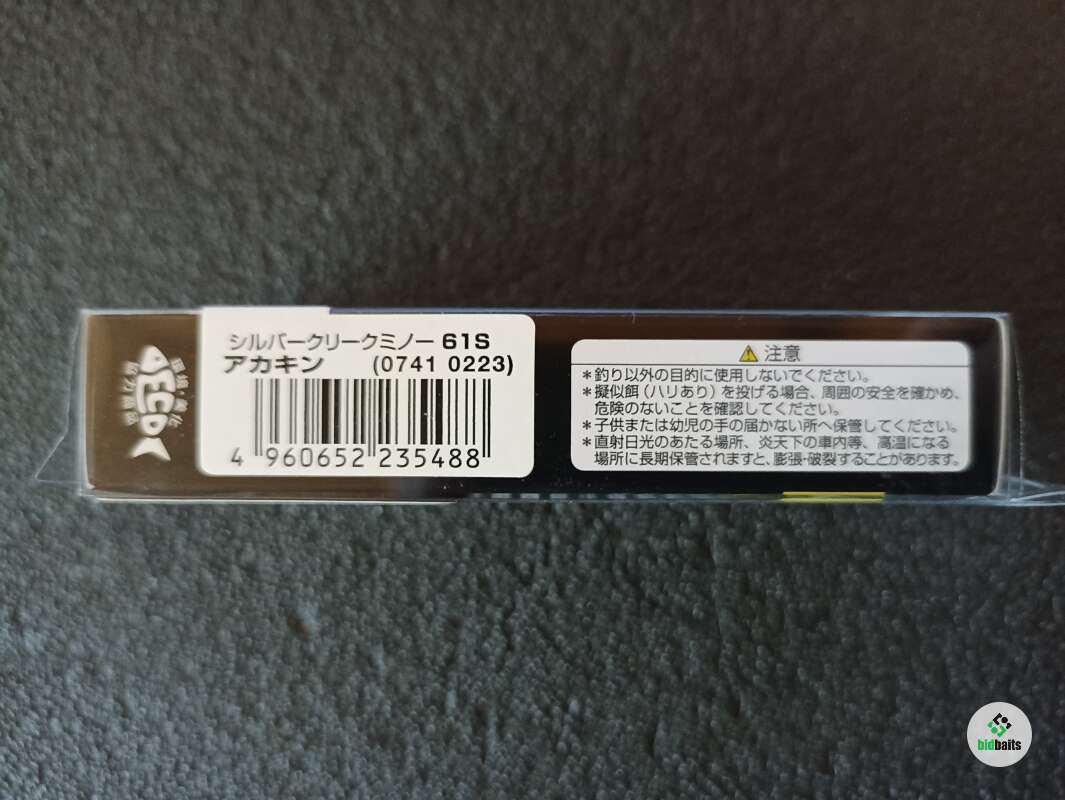 シルバークリークミノー 61S
アカキン (0741 0223)
4 960652 235488
ECO
⚠ 注意
*釣り以外の目的に使用しないでください。
*擬似餌(ハリあり)を投げる場合、周囲の安全を確かめ、
危険のないことを確認してください。
*子供または幼児の手の届かない所へ保管してください。
*直射日光のあたる場所、炎天下の車内等、高温になる
場所に長期保管されますと、膨張・破裂することがあります。
bidbaits